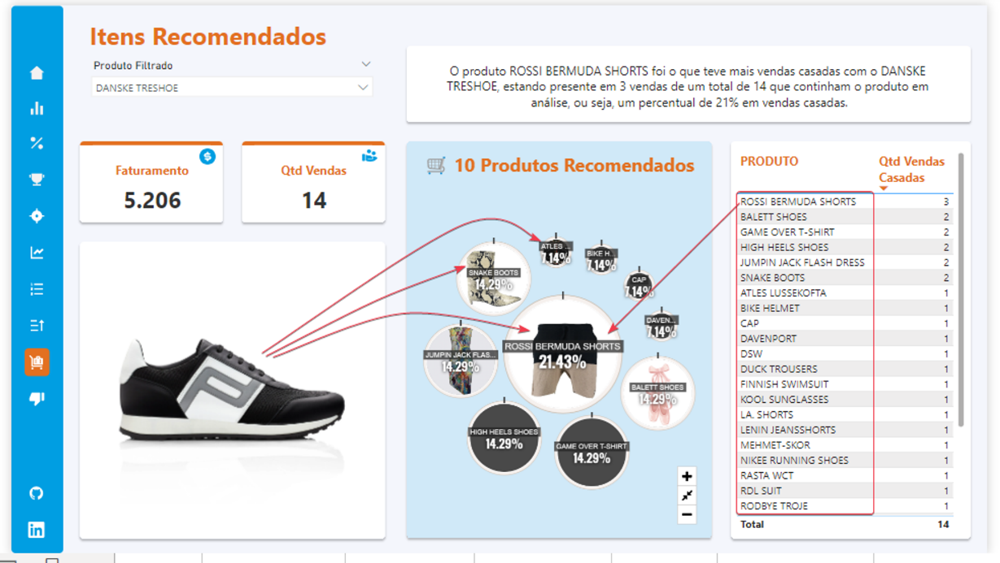 Itens Recomendados
Produto Filtrado
DANSKE TRESHOE
O produto ROSSI BERMUDA SHORTS foi o que teve mais vendas casadas com o DANSKE
TRESHOE, estando presente em 3 vendas de um total de 14 que continham o produto em
análise, ou seja, um percentual de 21% em vendas casadas.
Faturamento
5.206
Qtd Vendas
14
10 Produtos Recomendados
ATLES ...
7.14%
BIKE H...
7.14%
SNAKE BOOTS
14.29%
CAP
7.14%
DAVEN...
7.14%
ROSSI BERMUDA SHORTS
21.43%
JUMPIN JACK FLAS...
14.29%
BALETT SHOES
14.29%
HIGH HEELS SHOES
14.29%
GAME OVER T-SHIRT
14.29%
PRODUTO Qtd Vendas
Casadas
ROSSI BERMUDA SHORTS 3
BALETT SHOES 2
GAME OVER T-SHIRT 2
HIGH HEELS SHOES 2
JUMPIN JACK FLASH DRESS 2
SNAKE BOOTS 2
ATLES LUSSEKOFTA 1
BIKE HELMET 1
CAP 1
DAVENPORT 1
DSW 1
DUCK TROUSERS 1
FINNISH SWIMSUIT 1
KOOL SUNGLASSES 1
LA. SHORTS 1
LENIN JEANSSHORTS 1
MEHMET-SKOR 1
NIKEE RUNNING SHOES 1
RASTA WCT 1
RDL SUIT 1
RODBYE TROJE 1
Total 14
in